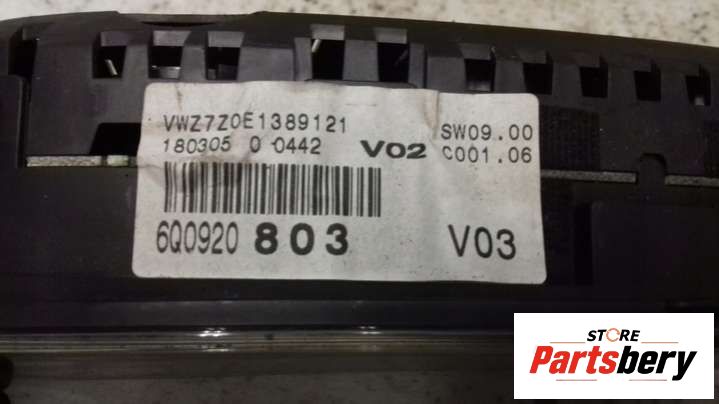 VWZ7Z0E1389121
SW09.00
180305 0 0442 V02 C001.06
6Q0920 803 V03
STORE
Partsbery